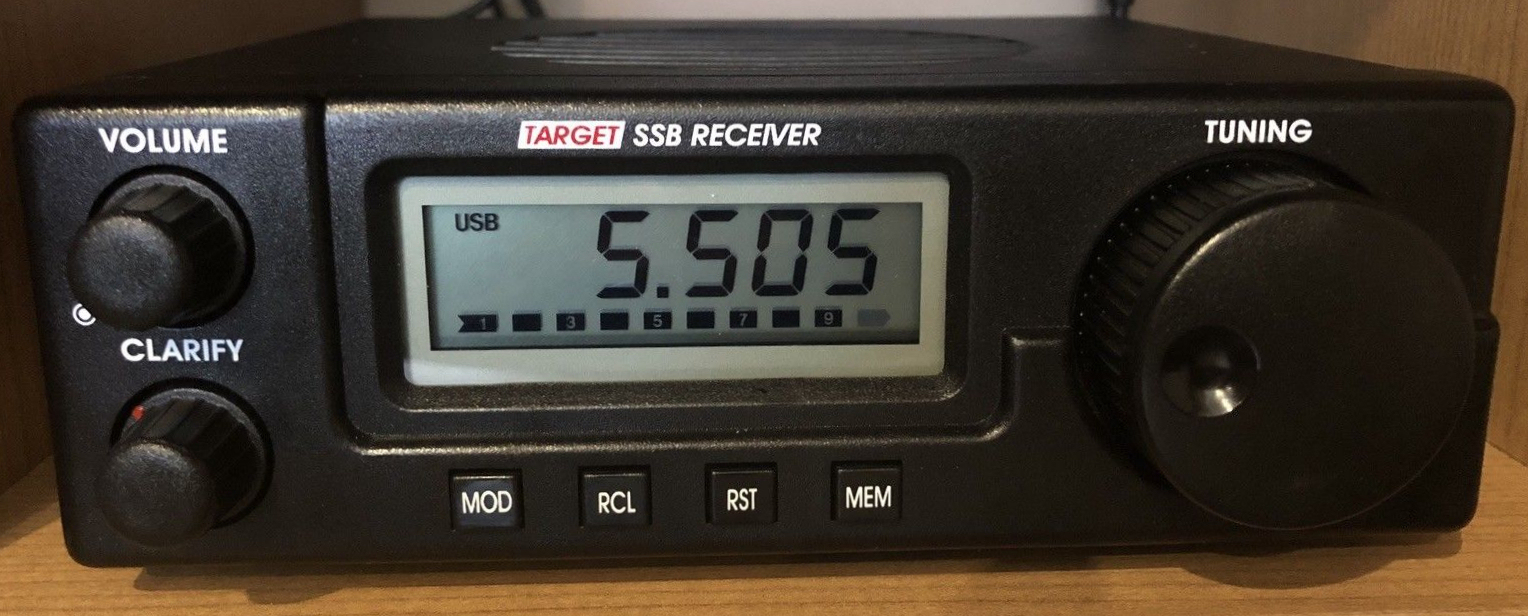 VOLUME
TARGET SSB RECEIVER
TUNING
USB
5.505
1 3 5 7 9
CLARIFY
MOD RCL RST MEM